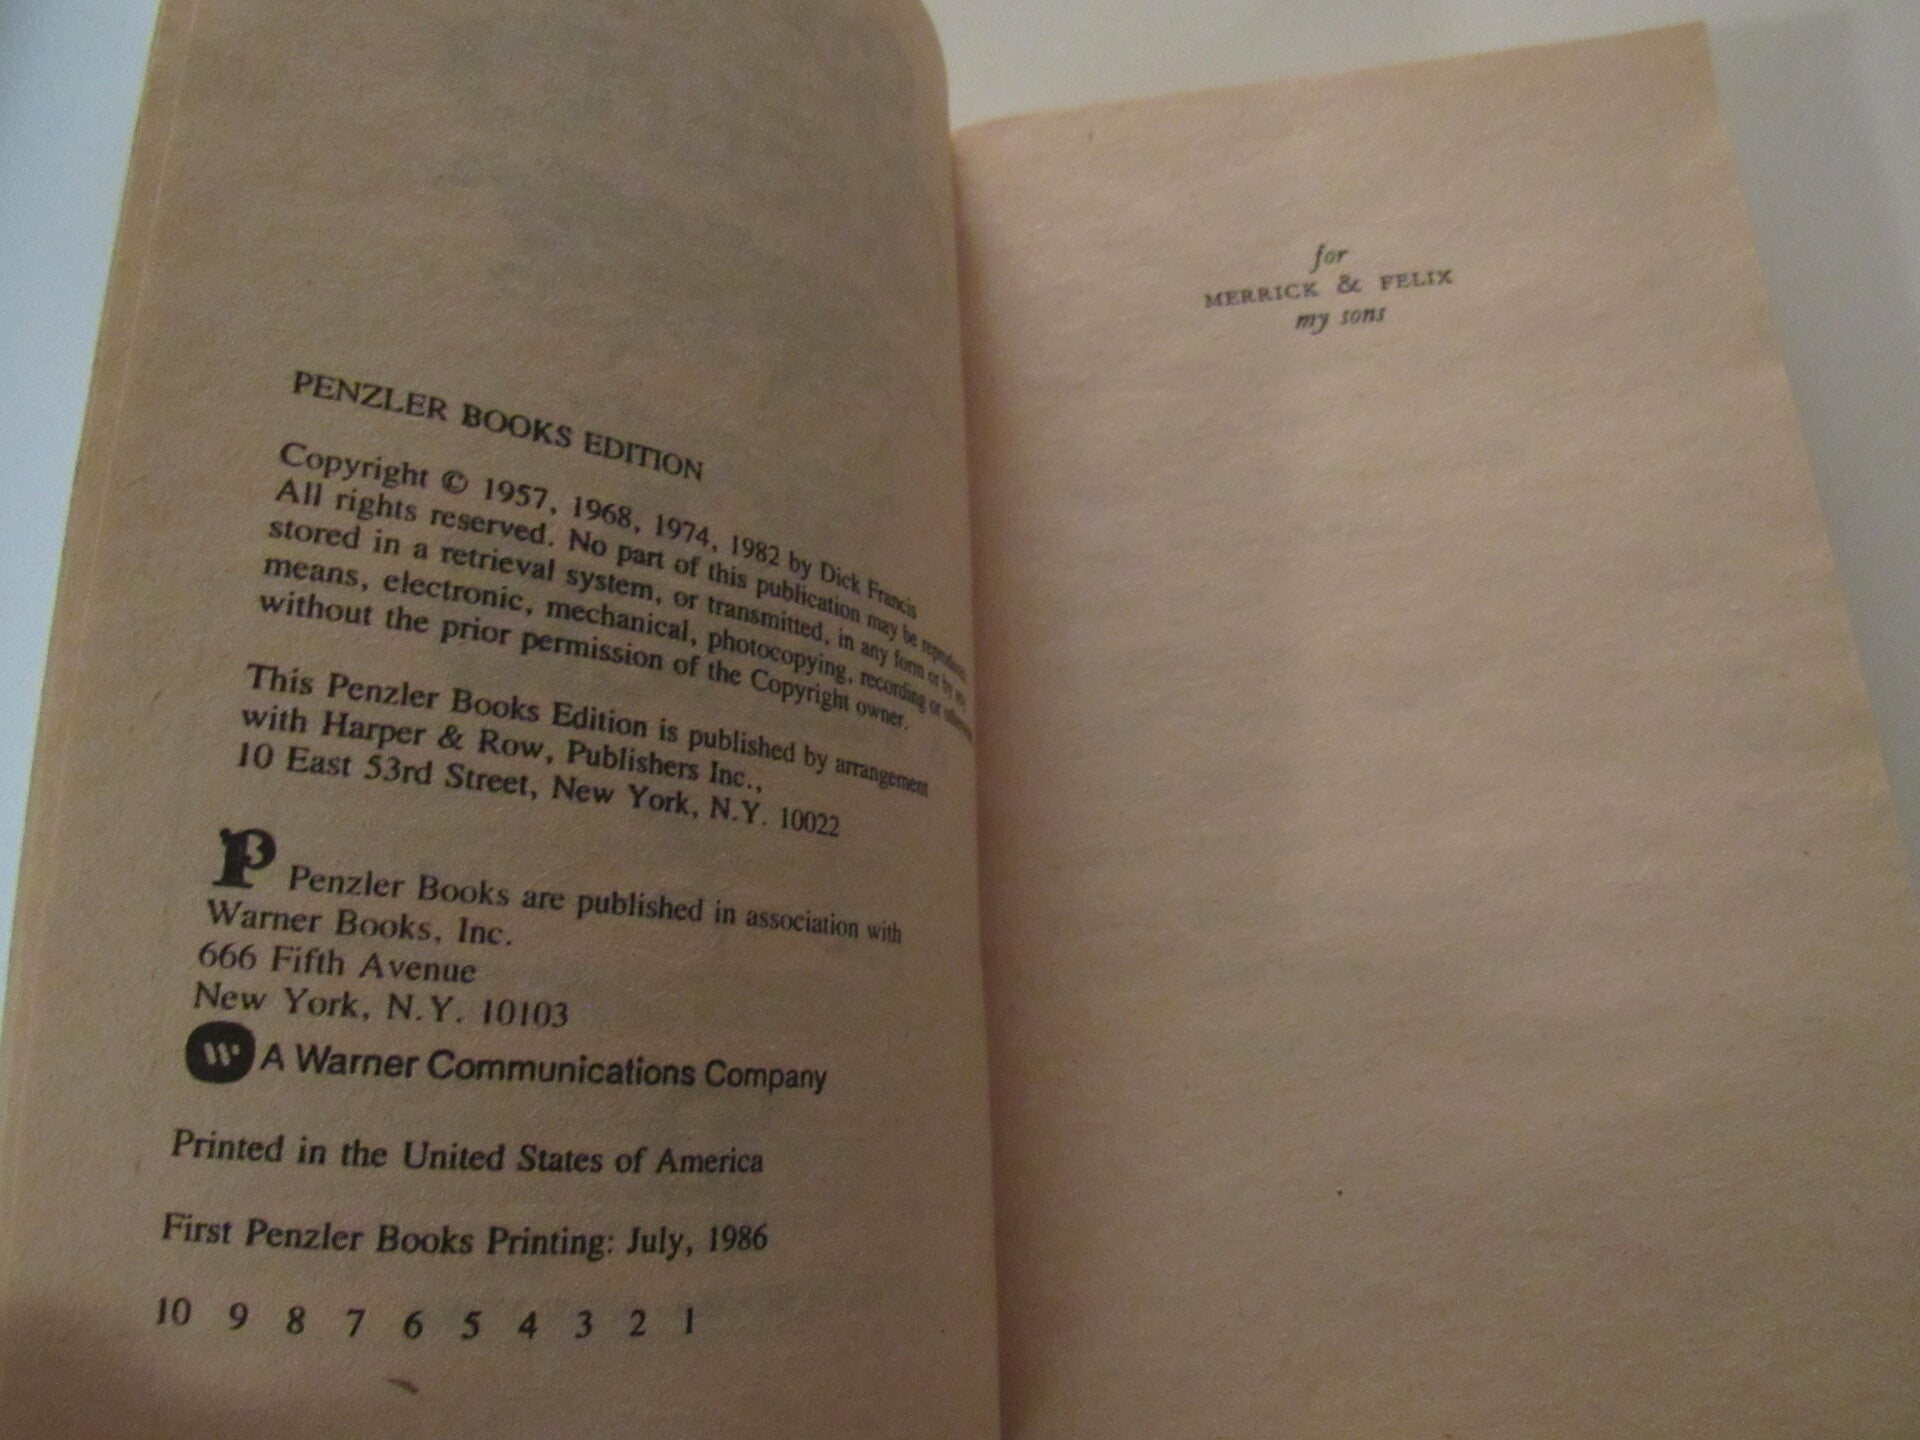 PENZLER BOOKS EDITION
Copyright © 1957, 1968, 1974, 1982 by Dick Francis
All rights reserved. No part of this publication may be
stored in a retrieval system, or transmitted, in any form or by any
means, electronic, mechanical, photocopying, recording or
without the prior permission of the Copyright owner.
This Penzler Books Edition is published by arrangement
with Harper & Row, Publishers Inc.,
10 East 53rd Street, New York, N.Y. 10022
P Penzler Books are published in association with
Warner Books, Inc.
666 Fifth Avenue
New York, N.Y. 10103
W A Warner Communications Company
Printed in the United States of America
First Penzler Books Printing: July, 1986
10 9 8 7 6 5 4 3 2 1
for
MERRICK & FELIX
my sons